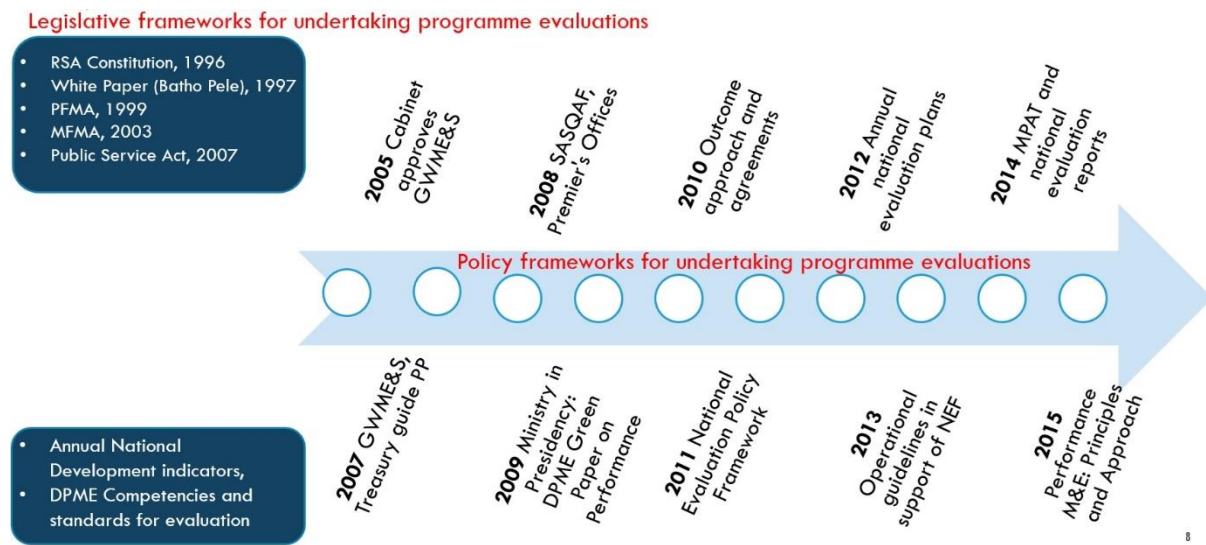 Legislative frameworks for undertaking programme evaluations
• RSA Constitution, 1996
• White Paper (Batho Pele), 1997
• PFMA, 1999
• MFMA, 2003
• Public Service Act, 2007
2005 Cabinet
approves
GWME&S
2008 SASQAF,
Premier's Offices
2010 Outcome
approach and
agreements
2012 Annual
national
evaluation plans
2014 MPAT and
national
evaluation
reports
Policy frameworks for undertaking programme evaluations
2007 GWME&S,
Treasury guide PP
2009 Ministry in
Presidency:
DPME Green
Paper on
Performance
2011 National
Evaluation Policy
Framework
2013
Operational
guidelines in
support of NEF
2015
Performance
M&E: Principles
and Approach
• Annual National
Development indicators,
• DPME Competencies and
standards for evaluation
8